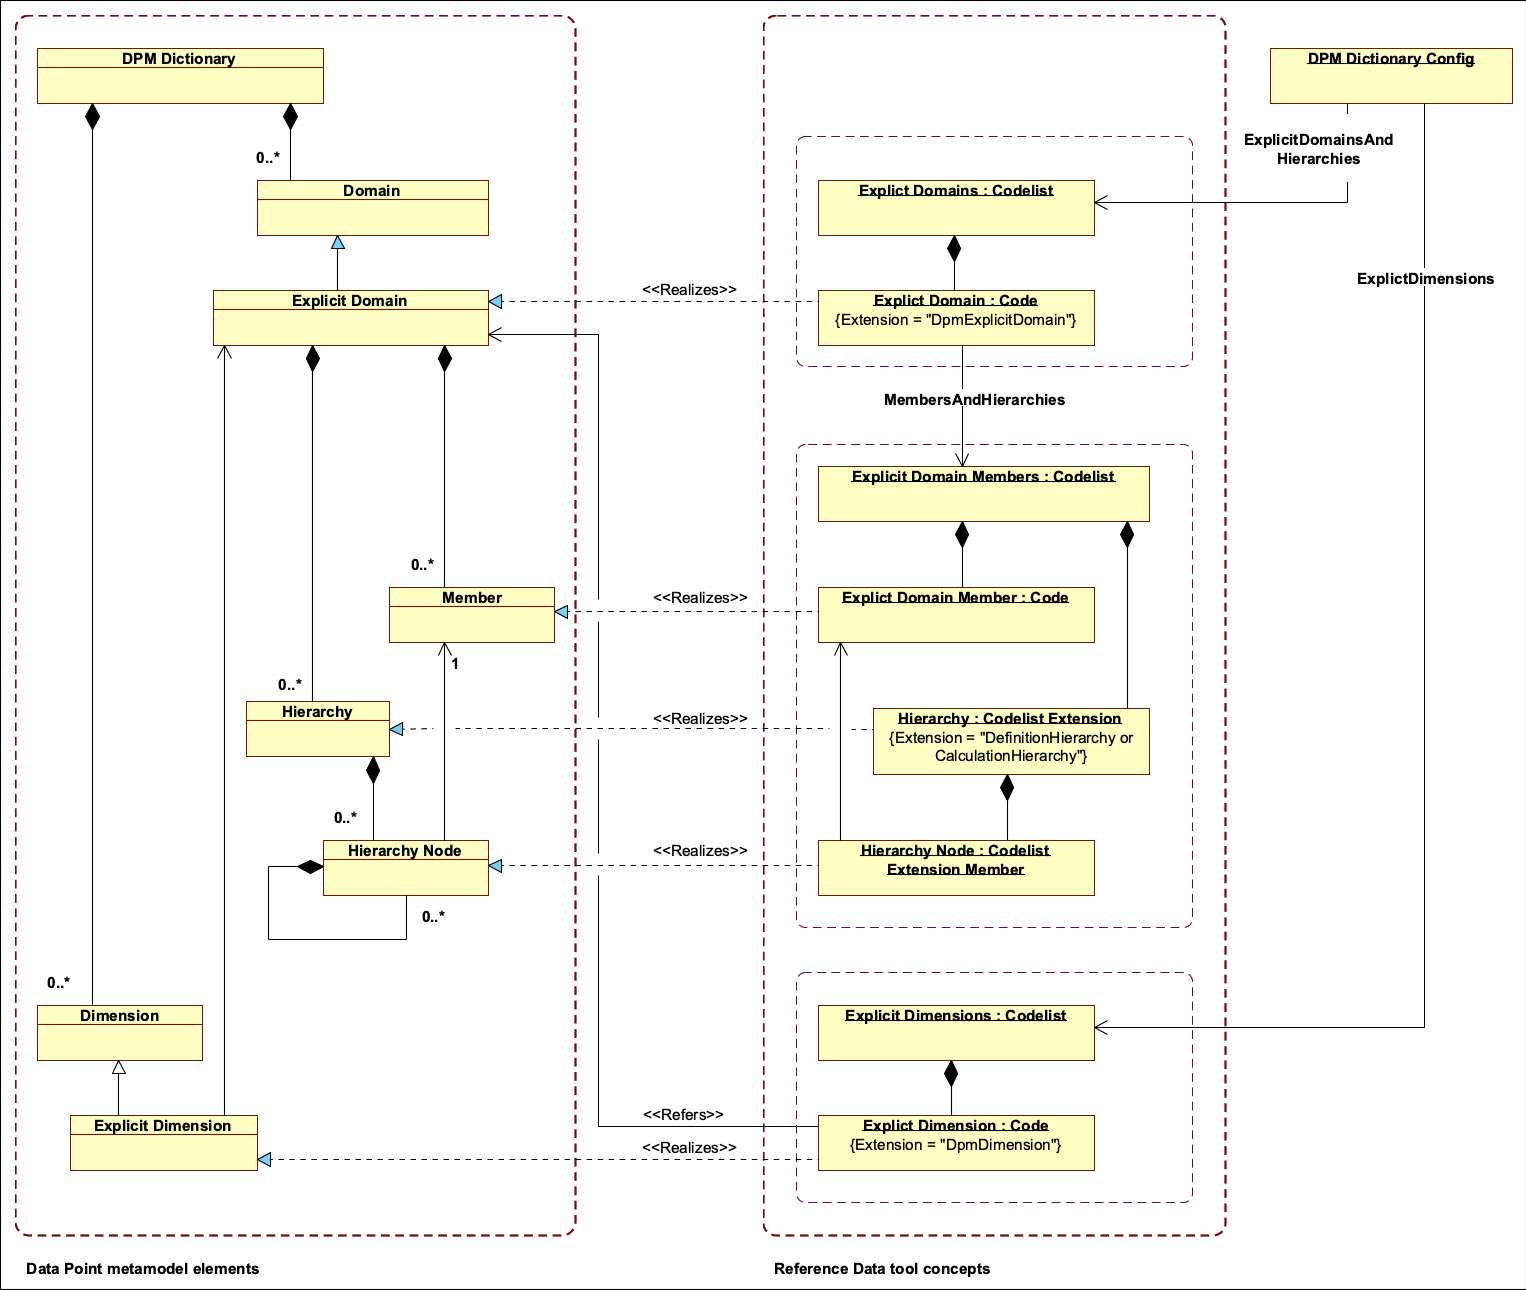 DPM Dictionary
DPM Dictionary Config
ExplicitDomainsAnd
Hierarchies
0..*
Domain
Explict Domains : Codelist
ExplictDimensions
<<Realizes>>
Explicit Domain
Explict Domain : Code
{Extension = "DpmExplicitDomain"}
MembersAndHierarchies
Explicit Domain Members : Codelist
0..*
<<Realizes>>
Member
Explict Domain Member : Code
1
0..*
Hierarchy
<<Realizes>>
Hierarchy : Codelist Extension
{Extension = "DefinitionHierarchy or
CalculationHierarchy"}
0..*
Hierarchy Node
<<Realizes>>
Hierarchy Node : Codelist
Extension Member
0..*
0..*
Dimension
Explicit Dimensions : Codelist
<<Refers>>
Explicit Dimension
Explict Dimension : Code
{Extension = "DpmDimension"}
<<Realizes>>
Data Point metamodel elements
Reference Data tool concepts